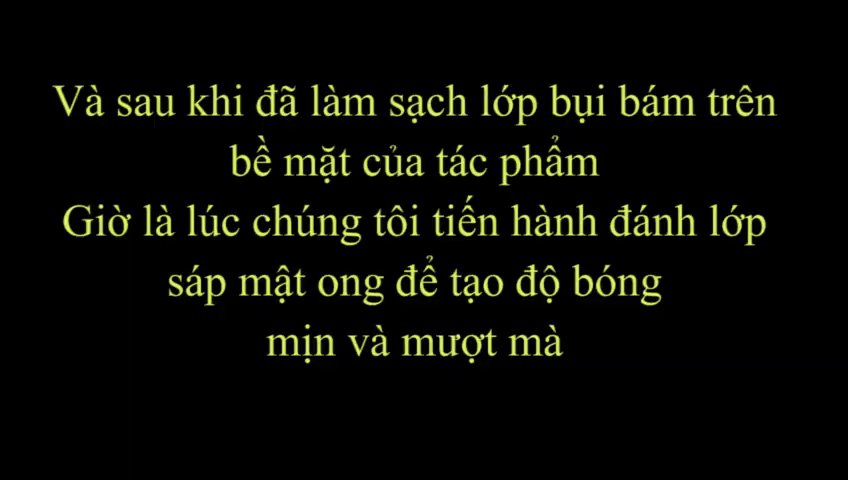 Và sau khi đã làm sạch lớp bụi bám trên
bề mặt của tác phẩm
Giờ là lúc chúng tôi tiến hành đánh lớp
sáp mật ong để tạo độ bóng
mịn và mượt mà